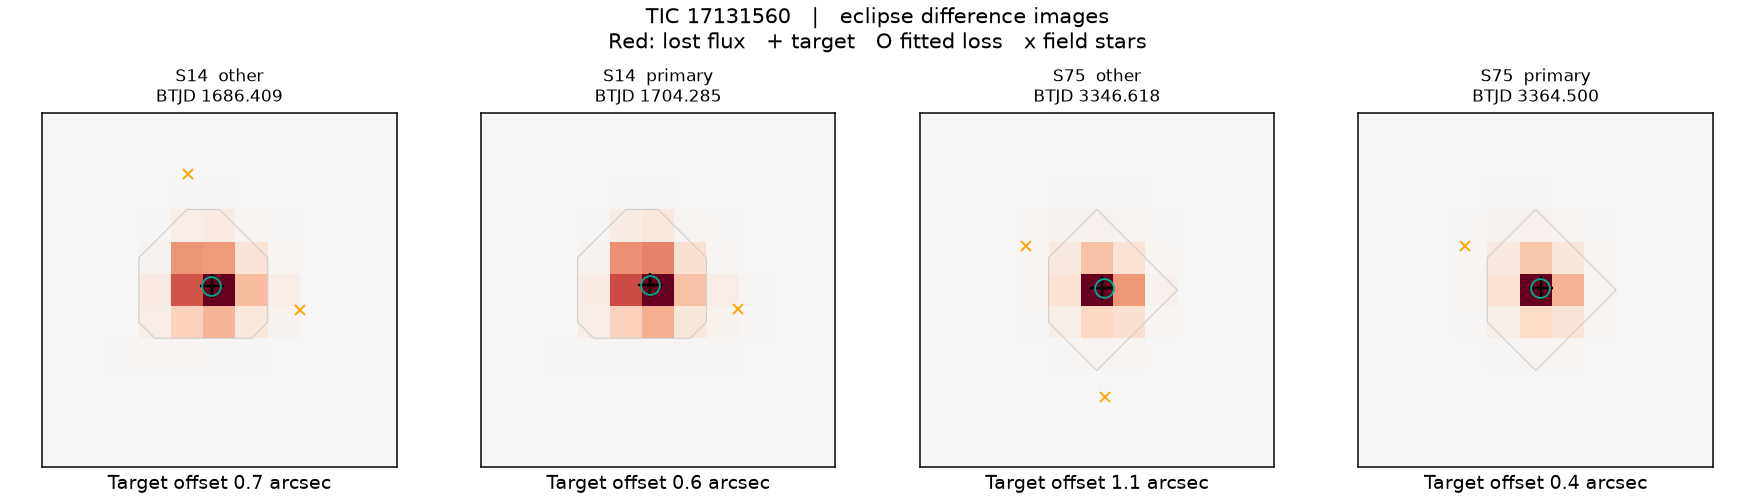 TIC 17131560   |   eclipse difference images
Red: lost flux   + target   O fitted loss   x field stars
S14  other
BTJD 1686.409
S14  primary
BTJD 1704.285
S75  other
BTJD 3346.618
S75  primary
BTJD 3364.500
Target offset 0.7 arcsec
Target offset 0.6 arcsec
Target offset 1.1 arcsec
Target offset 0.4 arcsec